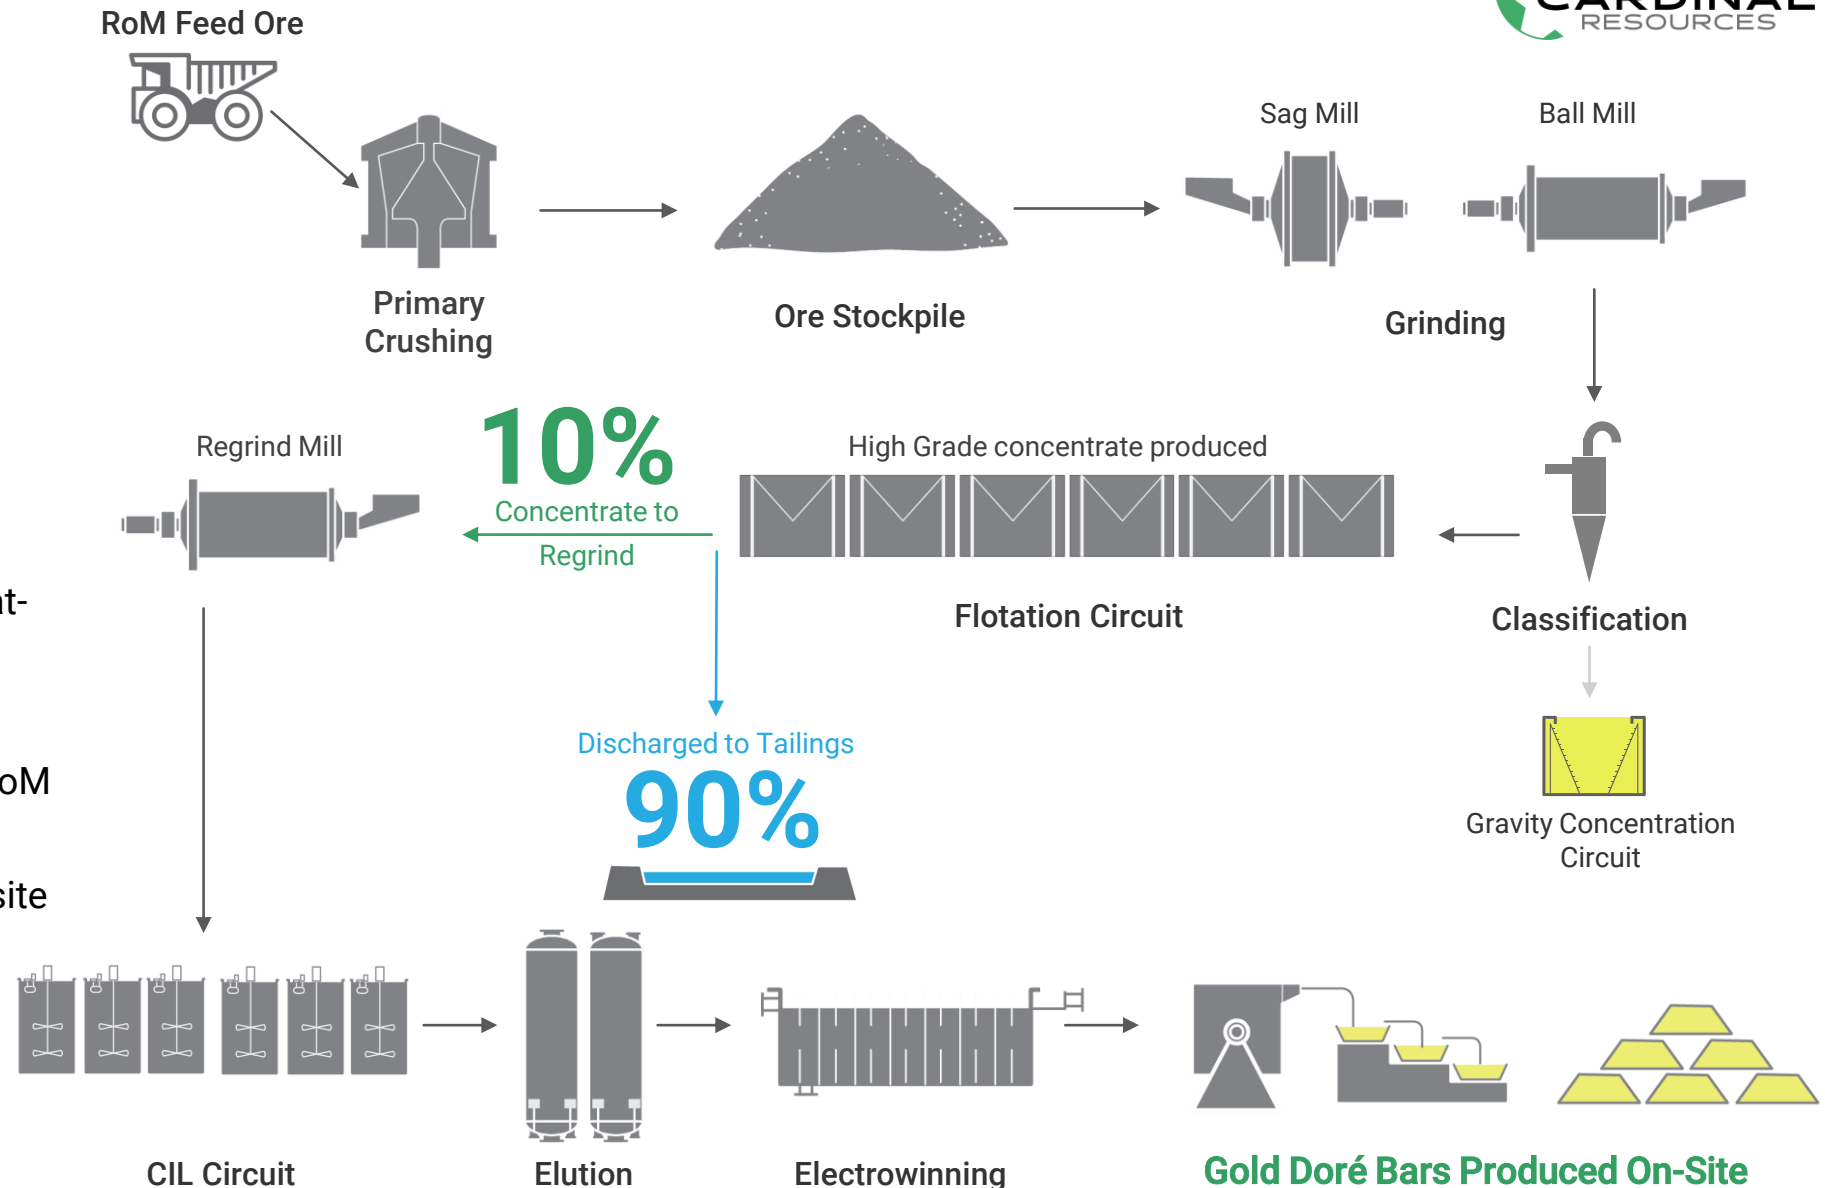 RESOURCES
RoM Feed Ore
Sag Mill
Ball Mill
Primary
Crushing
Ore Stockpile
Grinding
Regrind Mill
10%
Concentrate to
Regrind
High Grade concentrate produced
Flotation Circuit
Classification
Discharged to Tailings
90%
Gravity Concentration
Circuit
CIL Circuit
Elution
Electrowinning
Gold Doré Bars Produced On-Site